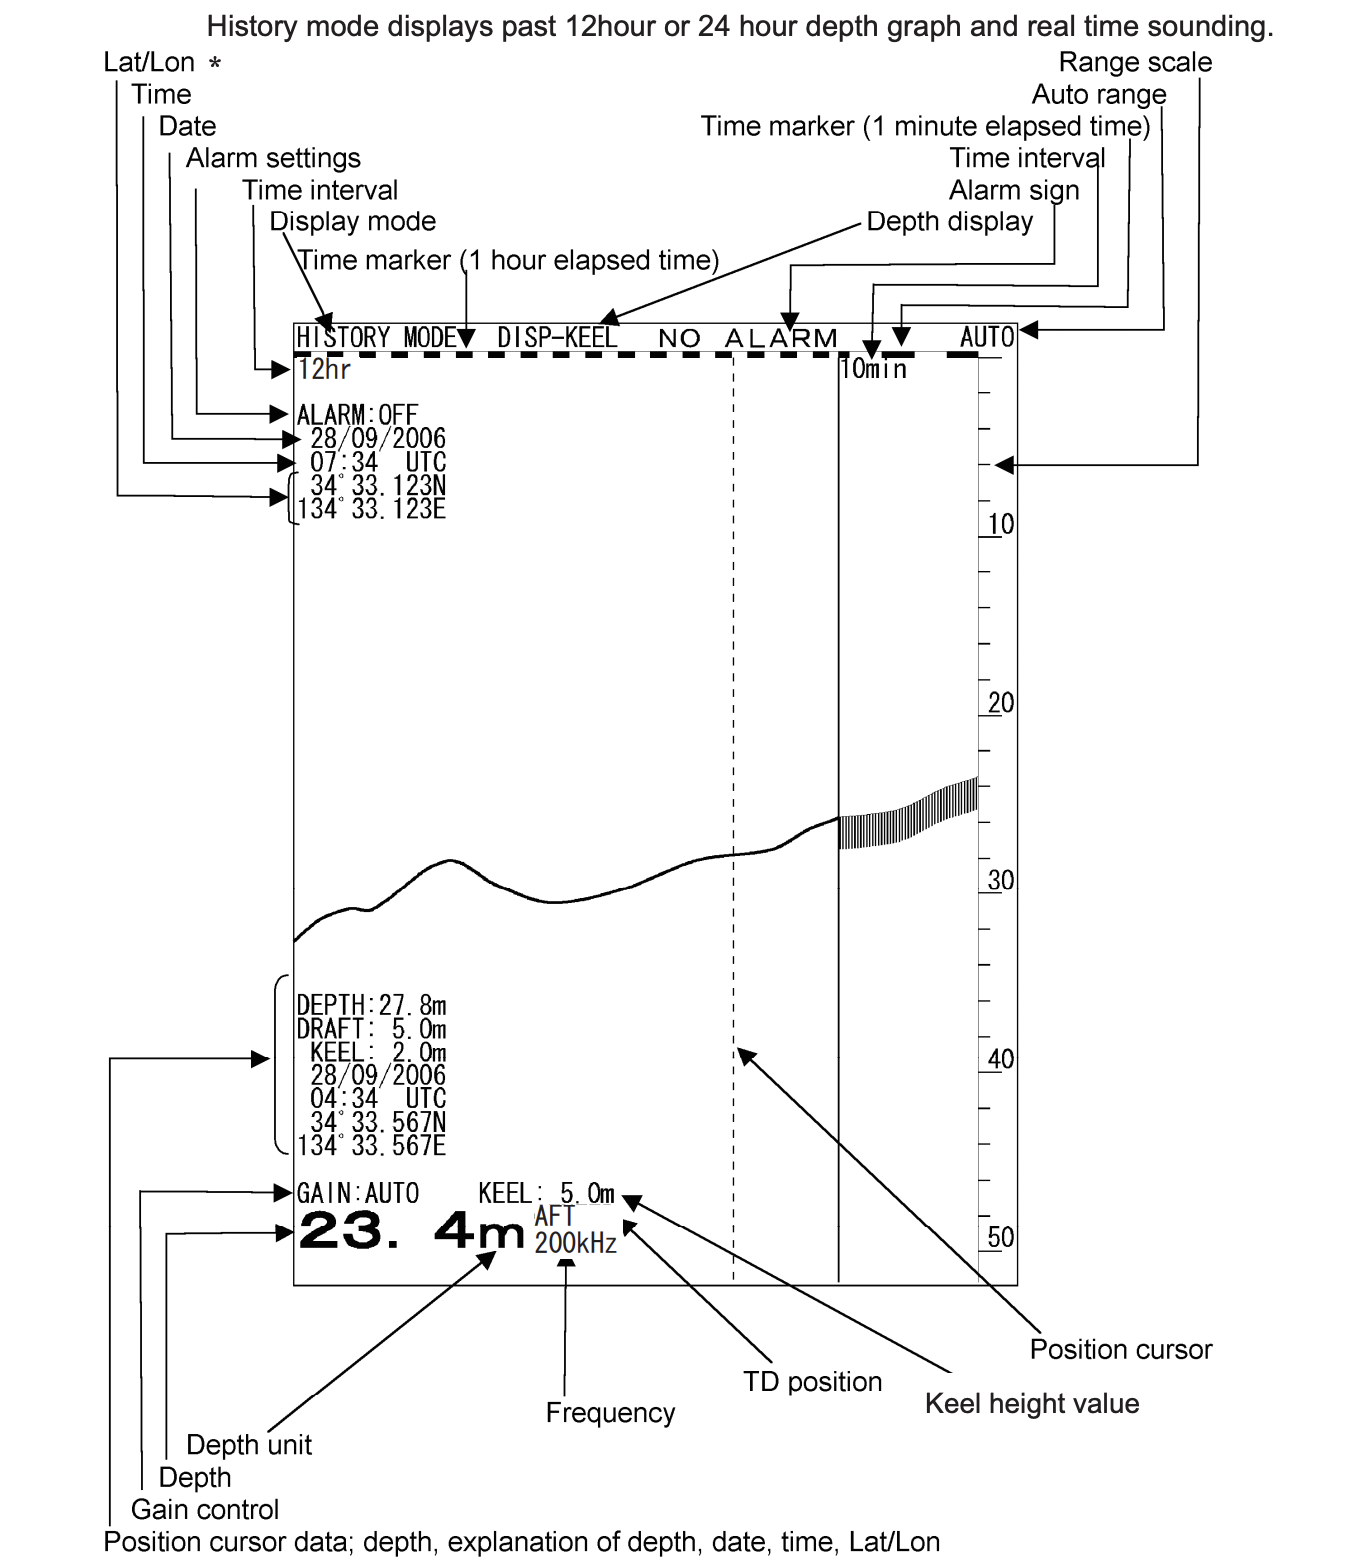 History mode displays past 12hour or 24 hour depth graph and real time sounding.
Lat/Lon *
Range scale
Time
Auto range
Date
Time marker (1 minute elapsed time)
Alarm settings
Time interval
Time interval
Alarm sign
Display mode
Depth display
Time marker (1 hour elapsed time)
HISTORY MODE DISP-KEEL NO ALARM AUTO
12hr
10min
ALARM:OFF
28/09/2006
07:34 UTC
34°33.123N
134°33.123E
10
20
30
40
50
DEPTH:27.8m
DRAFT: 5.0m
KEEL: 2.0m
28/09/2006
04:34 UTC
34°33.567N
134°33.567E
GAIN:AUTO KEEL: 5.0m
23.4m
AFT
200kHz
Position cursor
TD position
Keel height value
Frequency
Depth unit
Depth
Gain control
Position cursor data; depth, explanation of depth, date, time, Lat/Lon